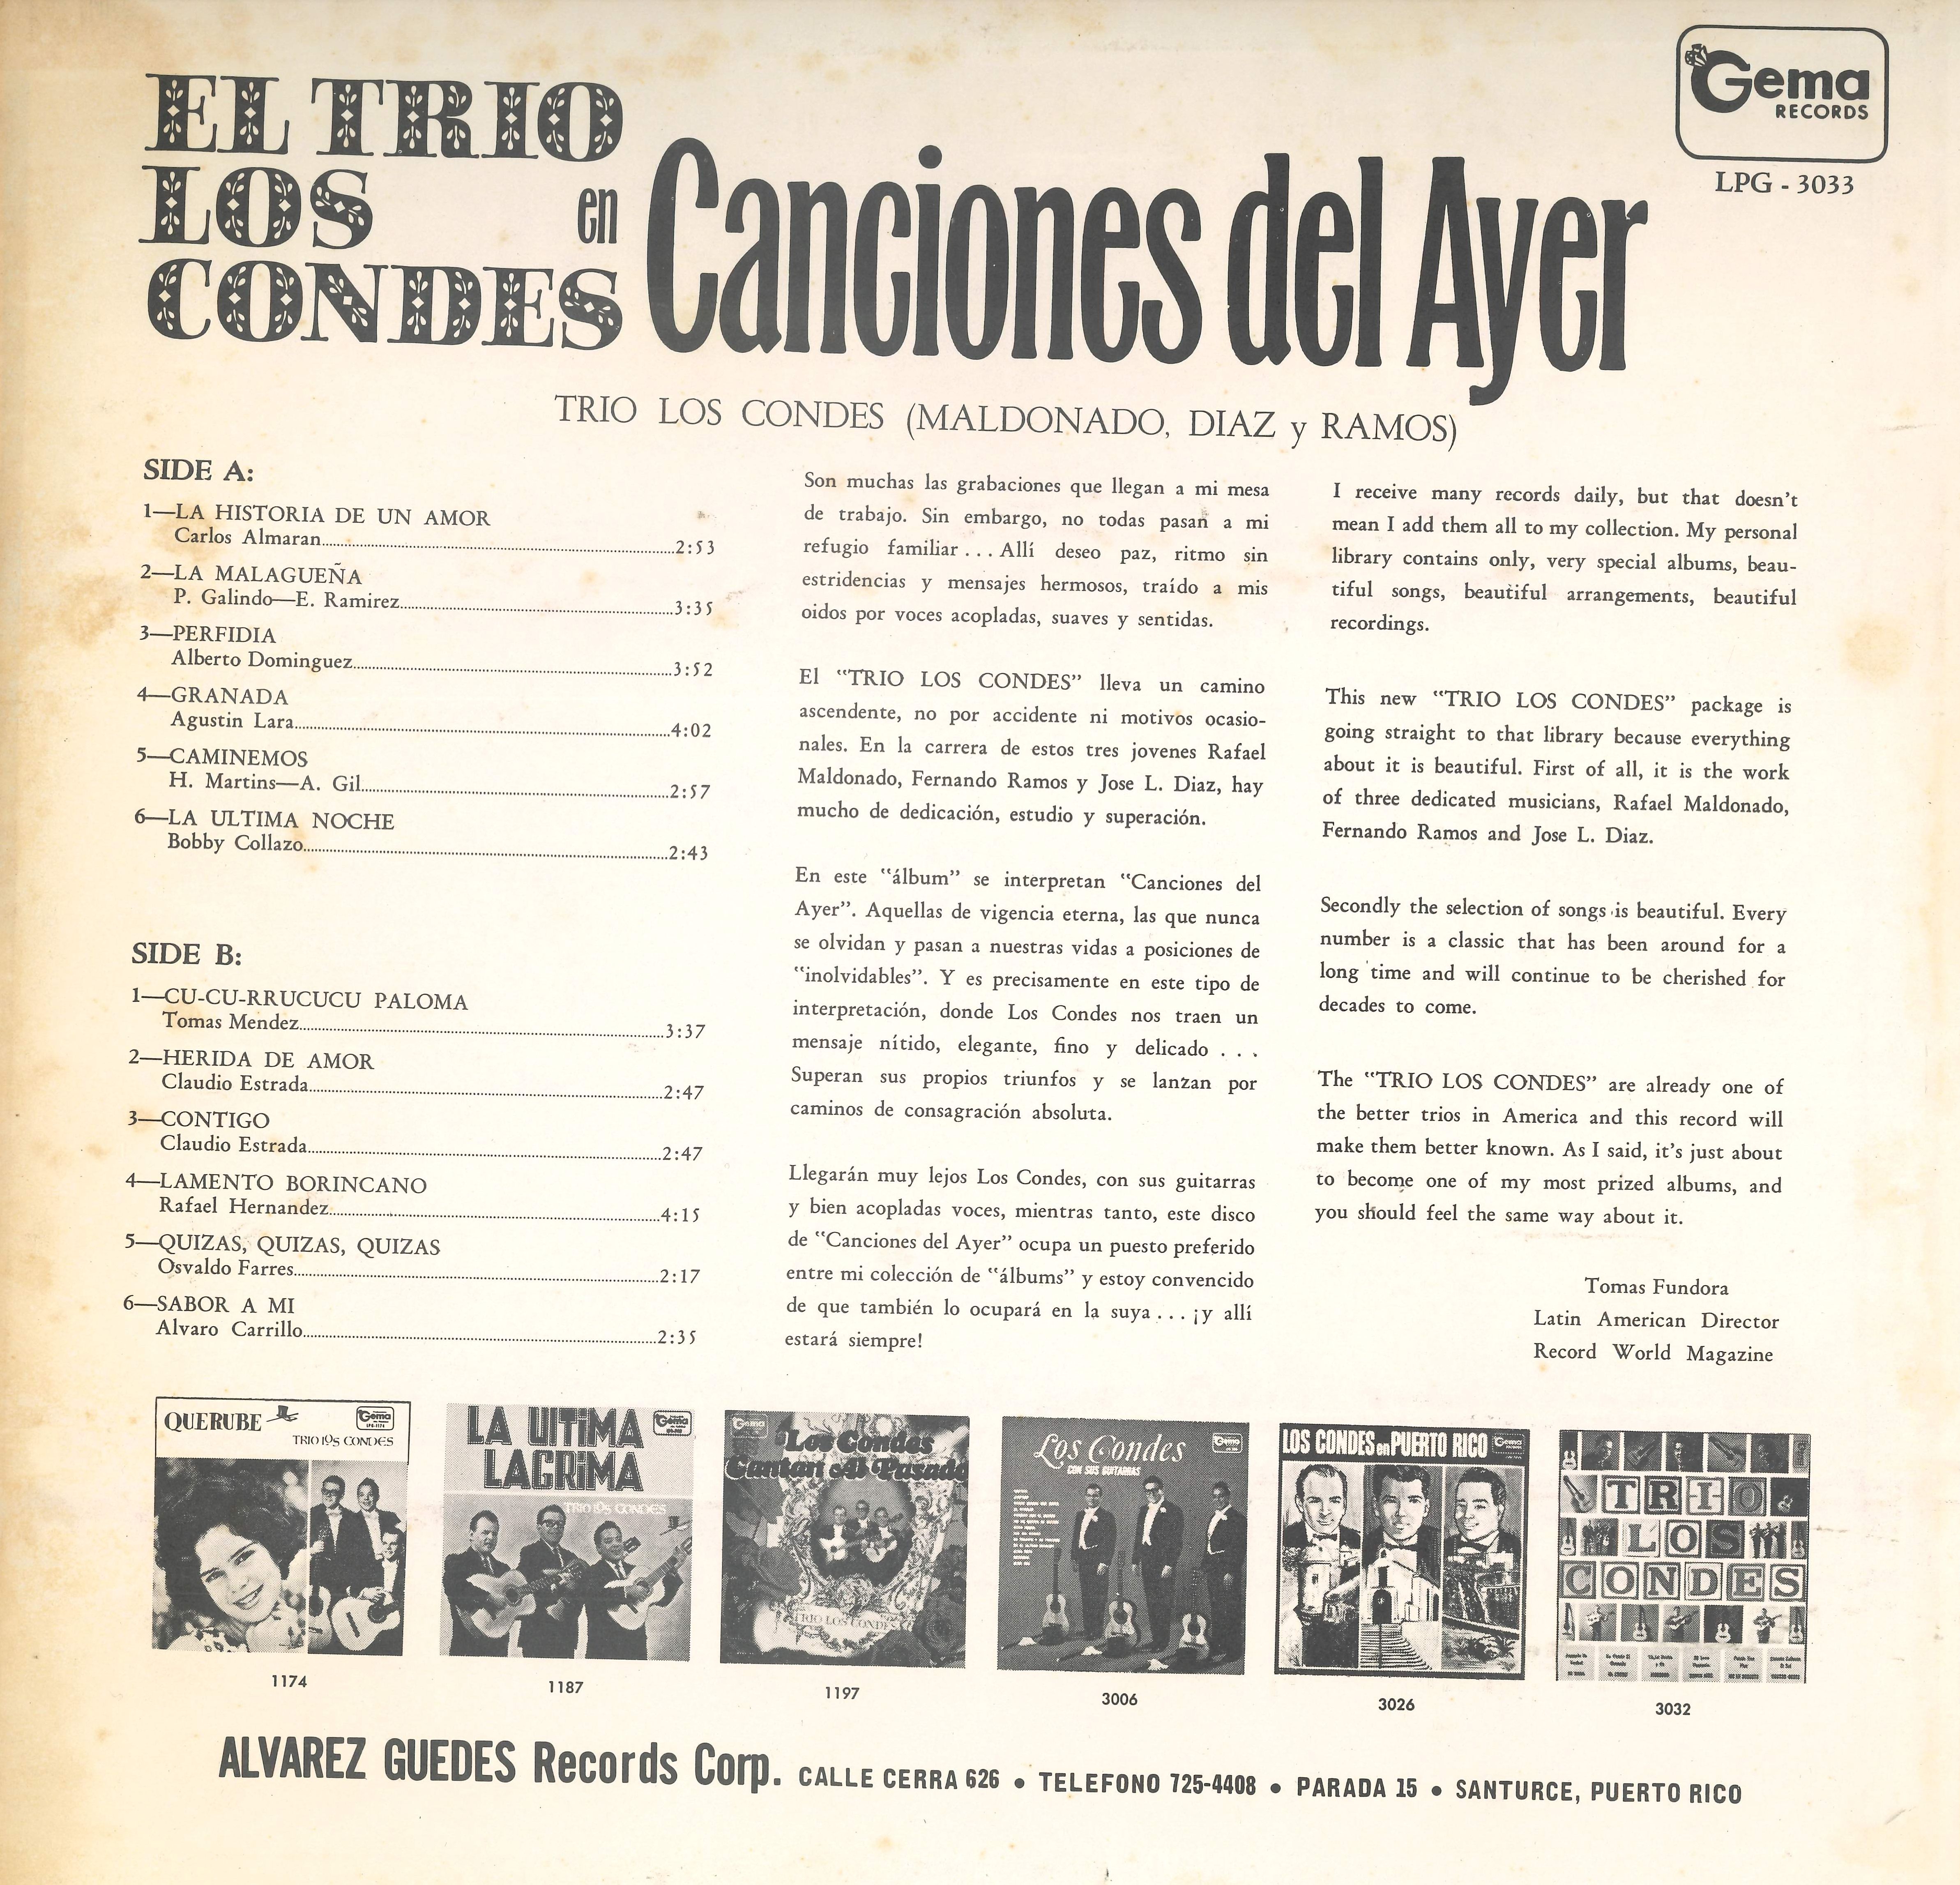 EL TRIO
LOS
CONDES
en
Canciones del Ayer
Gema
RECORDS
LPG - 3033
TRIO LOS CONDES (MALDONADO, DIAZ y RAMOS)
SIDE A:
1—LA HISTORIA DE UN AMOR
Carlos Almaran....2:53
2—LA MALAGUEÑA
P. Galindo—E. Ramirez....3:35
3—PERFIDIA
Alberto Dominguez....3:52
4—GRANADA
Agustin Lara....4:02
5—CAMINEMOS
H. Martins—A. Gil....2:57
6—LA ULTIMA NOCHE
Bobby Collazo....2:43
SIDE B:
1—CU-CU-RRUCUCU PALOMA
Tomas Mendez....3:37
2—HERIDA DE AMOR
Claudio Estrada....2:47
3—CONTIGO
Claudio Estrada....2:47
4—LAMENTO BORINCANO
Rafael Hernandez....4:15
5—QUIZAS, QUIZAS, QUIZAS
Osvaldo Farres....2:17
6—SABOR A MI
Alvaro Carrillo....2:35
Son muchas las grabaciones que llegan a mi mesa
de trabajo. Sin embargo, no todas pasan a mi
refugio familiar . . . Allí deseo paz, ritmo sin
estridencias y mensajes hermosos, traído a mis
oidos por voces acopladas, suaves y sentidas.
El "TRIO LOS CONDES" lleva un camino
ascendente, no por accidente ni motivos ocasio-
nales. En la carrera de estos tres jovenes Rafael
Maldonado, Fernando Ramos y Jose L. Diaz, hay
mucho de dedicación, estudio y superación.
En este "álbum" se interpretan "Canciones del
Ayer". Aquellas de vigencia eterna, las que nunca
se olvidan y pasan a nuestras vidas a posiciones de
"inolvidables". Y es precisamente en este tipo de
interpretación, donde Los Condes nos traen un
mensaje nítido, elegante, fino y delicado . . .
Superan sus propios triunfos y se lanzan por
caminos de consagración absoluta.
Llegarán muy lejos Los Condes, con sus guitarras
y bien acopladas voces, mientras tanto, este disco
de "Canciones del Ayer" ocupa un puesto preferido
entre mi colección de "álbums" y estoy convencido
de que también lo ocupará en la suya . . . ¡y allí
estará siempre!
I receive many records daily, but that doesn't
mean I add them all to my collection. My personal
library contains only, very special albums, beau-
tiful songs, beautiful arrangements, beautiful
recordings.
This new "TRIO LOS CONDES" package is
going straight to that library because everything
about it is beautiful. First of all, it is the work
of three dedicated musicians, Rafael Maldonado,
Fernando Ramos and Jose L. Diaz.
Secondly the selection of songs is beautiful. Every
number is a classic that has been around for a
long time and will continue to be cherished for
decades to come.
The "TRIO LOS CONDES" are already one of
the better trios in America and this record will
make them better known. As I said, it's just about
to become one of my most prized albums, and
you should feel the same way about it.
Tomas Fundora
Latin American Director
Record World Magazine
QUERUBE
Gema
TRIO LOS CONDES
1174
LA ULTIMA
LAGRIMA
Gema
TRIO LOS CONDES
1187
Gema
Los Condes
Cantan Al Pasado
TRIO LOS CONDES
1197
Los Condes
CON SUS GUITARRAS
Gema
3006
LOS CONDES en PUERTO RICO
Gema
3026
TRIO
LOS
CONDES
3032
ALVAREZ GUEDES Records Corp. CALLE CERRA 626 • TELEFONO 725-4408 • PARADA 15 • SANTURCE, PUERTO RICO